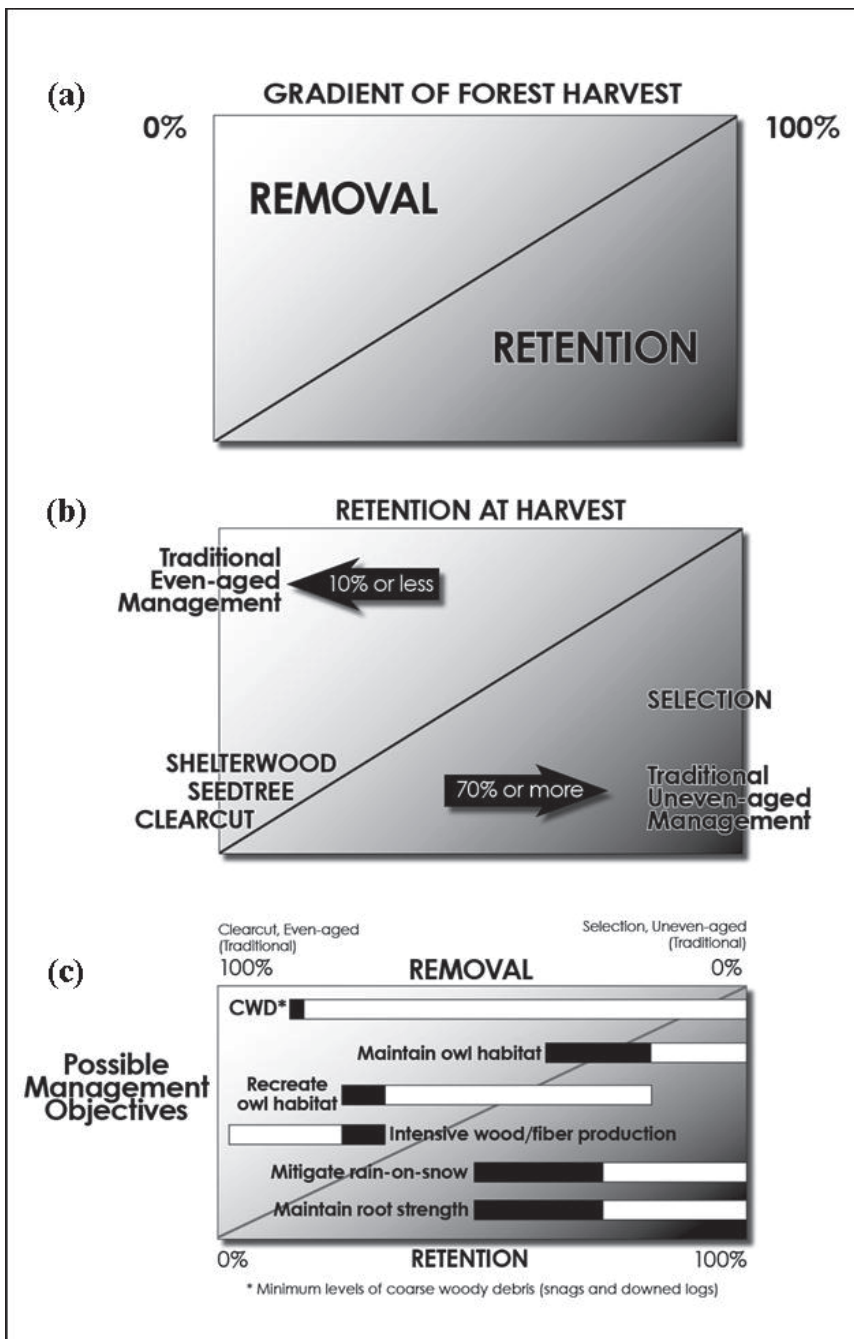 (a)
GRADIENT OF FOREST HARVEST
0%
100%
REMOVAL
RETENTION
(b)
RETENTION AT HARVEST
Traditional
Even-aged
Management
10% or less
SELECTION
SHELTERWOOD
SEEDTREE
CLEARCUT
70% or more
Traditional
Uneven-aged
Management
(c)
Clearcut, Even-aged
(Traditional)
Selection, Uneven-aged
(Traditional)
100%
REMOVAL
0%
CWD*
Possible
Management
Objectives
Maintain owl habitat
Recreate
owl habitat
Intensive wood/fiber production
Mitigate rain-on-snow
Maintain root strength
0%
RETENTION
100%
* Minimum levels of coarse woody debris (snags and downed logs)